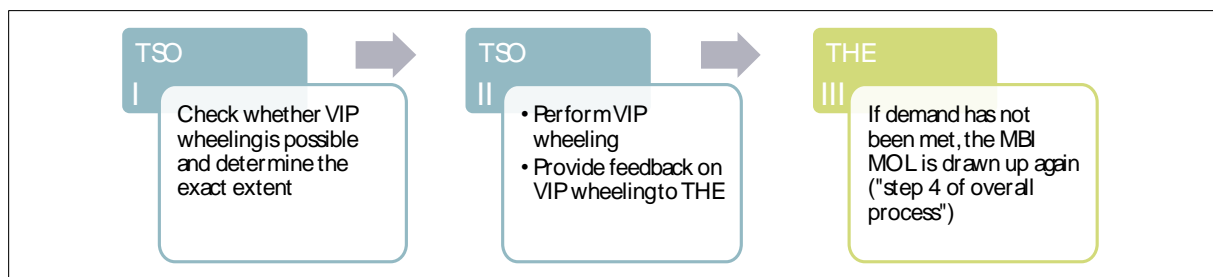 TSO
I
Check whether VIP
wheeling is possible
and determine the
exact extent
TSO
II
• Perform VIP
wheeling
• Provide feedback on
VIP wheeling to THE
THE
III
If demand has not
been met, the MBI
MOL is drawn up again
("step 4 of overall
process")